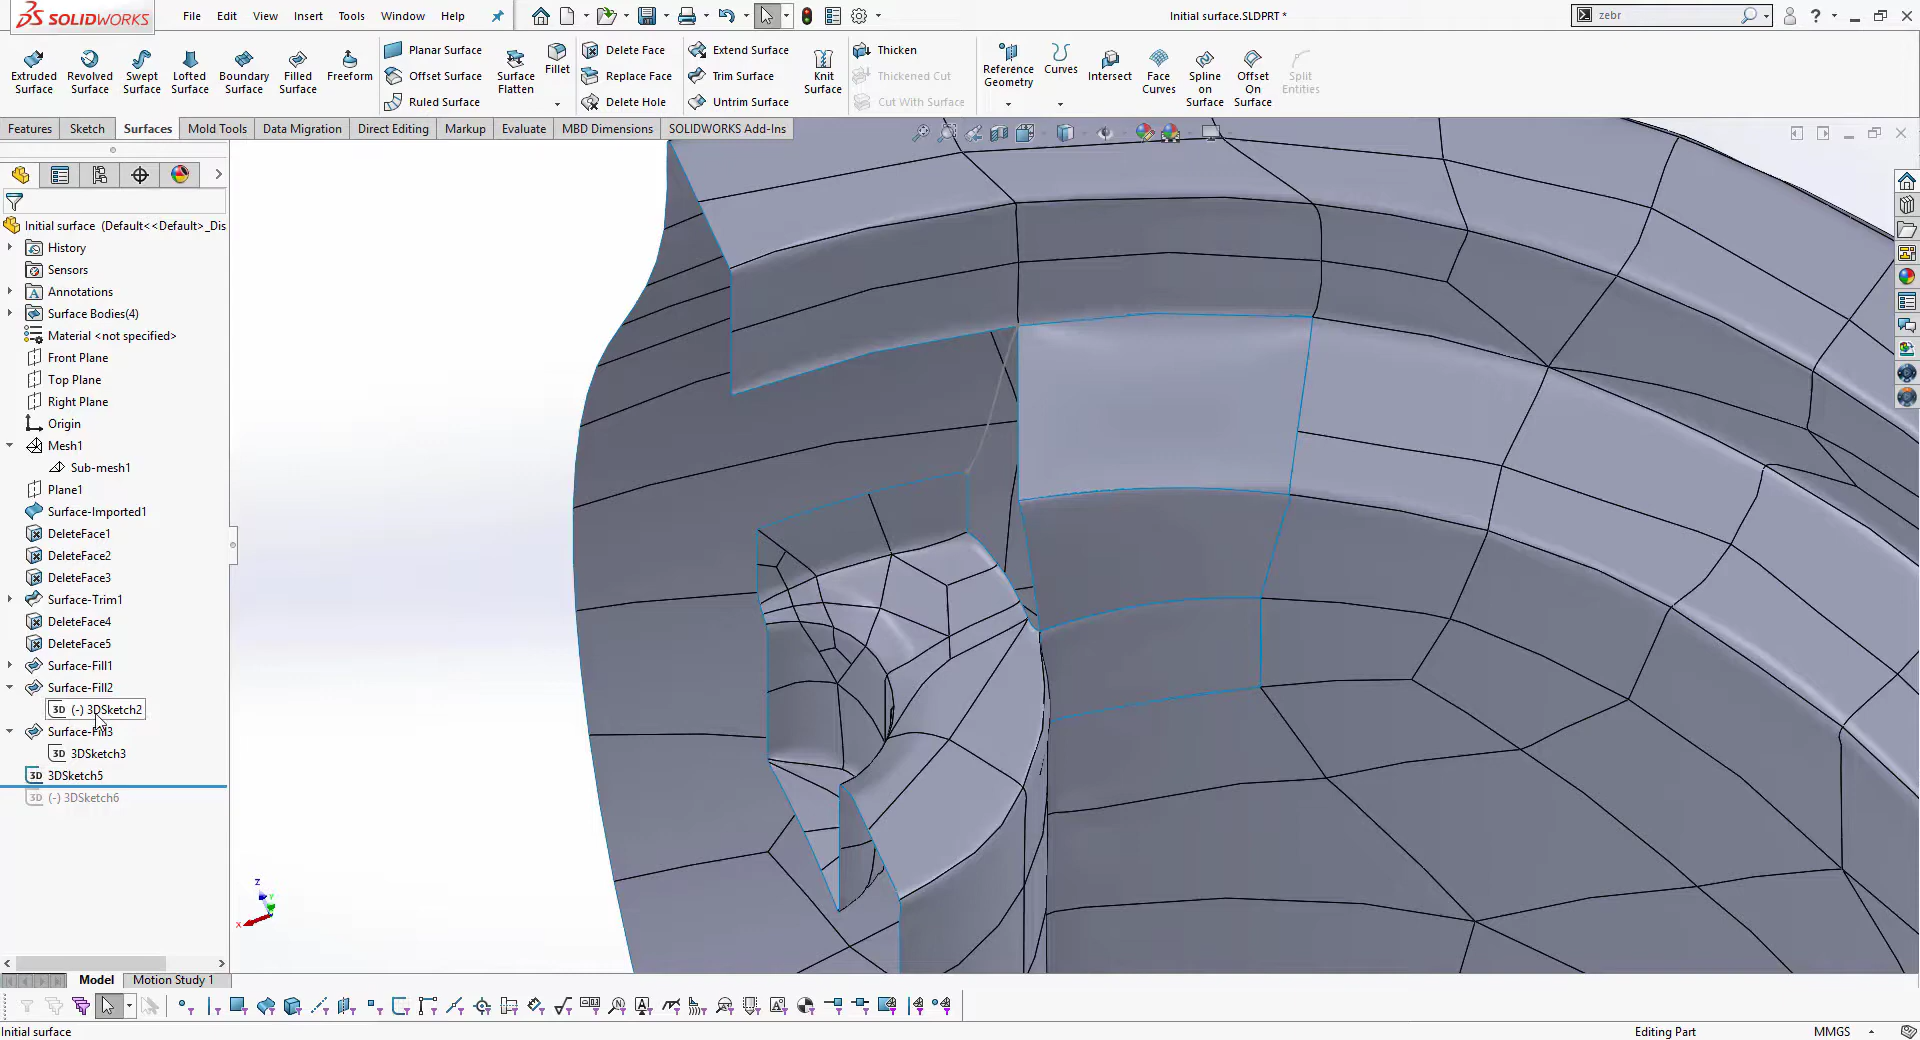 SOLIDWORKS
File Edit View Insert Tools Window Help
Initial surface.SLDPRT *
zebr
Extruded Surface
Revolved Surface
Swept Surface
Lofted Surface
Boundary Surface
Filled Surface
Freeform
Planar Surface
Offset Surface
Ruled Surface
Surface Flatten
Fillet
Delete Face
Replace Face
Delete Hole
Extend Surface
Trim Surface
Untrim Surface
Knit Surface
Thicken
Thickened Cut
Cut With Surface
Reference Geometry
Curves
Intersect
Face Curves
Spline on Surface
Offset On Surface
Split Entities
Features Sketch Surfaces Mold Tools Data Migration Direct Editing Markup Evaluate MBD Dimensions SOLIDWORKS Add-Ins
Initial surface (Default<<Default>_Dis
History
Sensors
Annotations
Surface Bodies(4)
Material <not specified>
Front Plane
Top Plane
Right Plane
Origin
Mesh1
Sub-mesh1
Plane1
Surface-Imported1
DeleteFace1
DeleteFace2
DeleteFace3
Surface-Trim1
DeleteFace4
DeleteFace5
Surface-Fill1
Surface-Fill2
3D (-) 3DSketch2
3D 3DSketch3
3D 3DSketch5
3D (-) 3DSketch6
z
x
Model Motion Study 1
Initial surface
Editing Part
MMGS